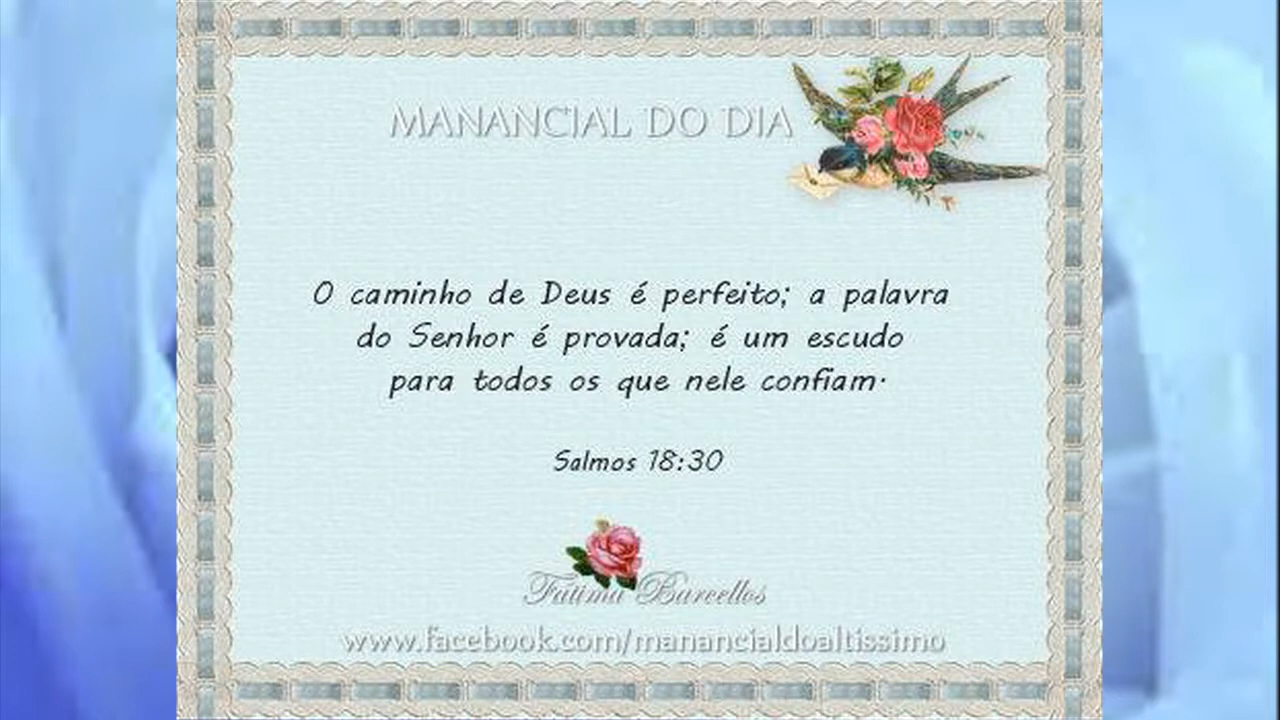 MANANCIAL DO DIA
O caminho de Deus é perfeito; a palavra
do Senhor é provada; é um escudo
para todos os que nele confiam.
Salmos 18:30
Fátima Barcellos
www.facebook.com/manancialdoaltissimo